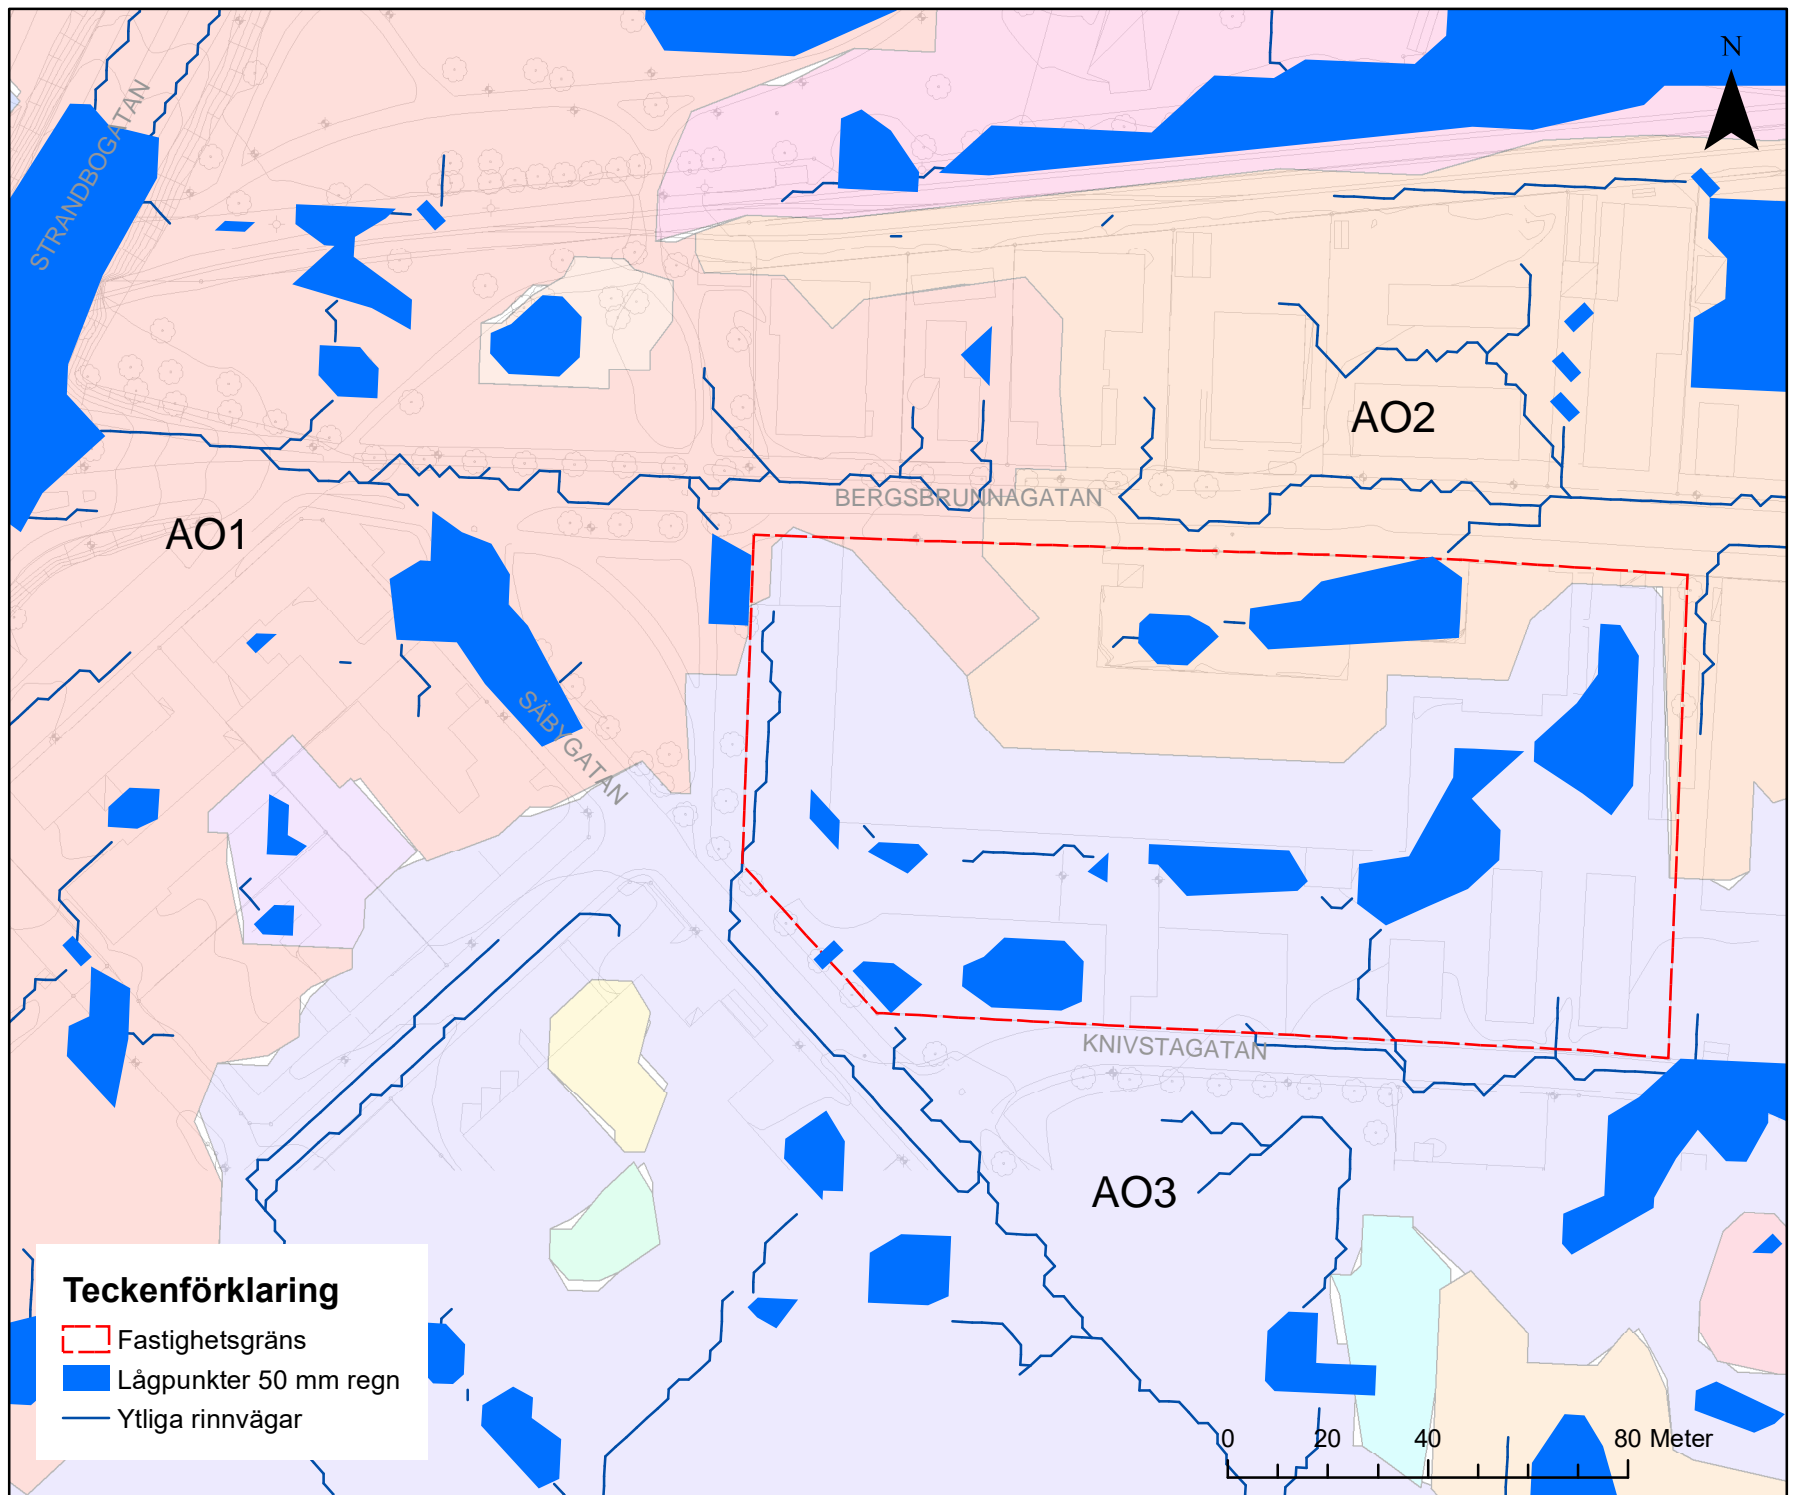 N
STRANDBOGATAN
AO2
BERGSBRUNNAGATAN
AO1
SÄBYGATAN
KNIVSTAGATAN
AO3
Teckenförklaring
Fastighetsgräns
Lågpunkter 50 mm regn
Ytliga rinnvägar
0 20 40 80 Meter